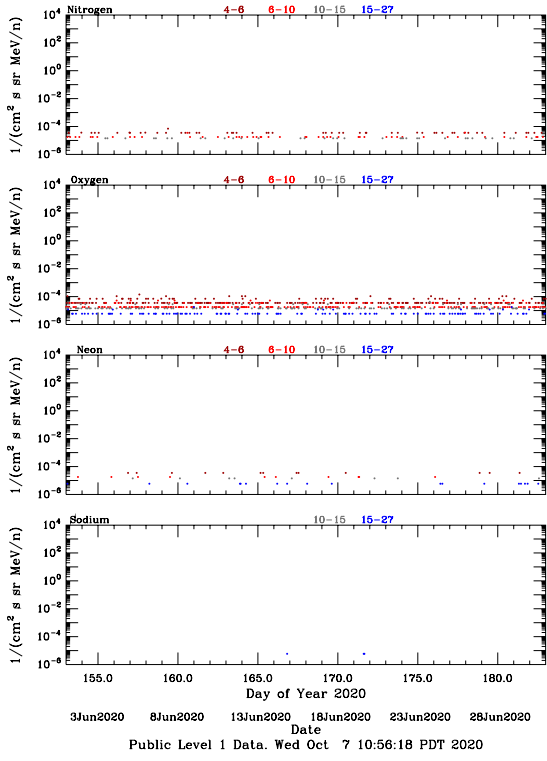 Nitrogen 4-6 6-10 10-15 15-27
10^4
10^2
10^0
10^-2
10^-4
10^-6
1/(cm^2 s sr MeV/n)
Oxygen 4-6 6-10 10-15 15-27
10^4
10^2
10^0
10^-2
10^-4
10^-6
1/(cm^2 s sr MeV/n)
Neon 4-6 6-10 10-15 15-27
10^4
10^2
10^0
10^-2
10^-4
10^-6
1/(cm^2 s sr MeV/n)
Sodium 10-15 15-27
10^4
10^2
10^0
10^-2
10^-4
10^-6
1/(cm^2 s sr MeV/n)
155.0 160.0 165.0 170.0 175.0 180.0
Day of Year 2020
3Jun2020 8Jun2020 13Jun2020 18Jun2020 23Jun2020 28Jun2020
Date
Public Level 1 Data. Wed Oct 7 10:56:18 PDT 2020